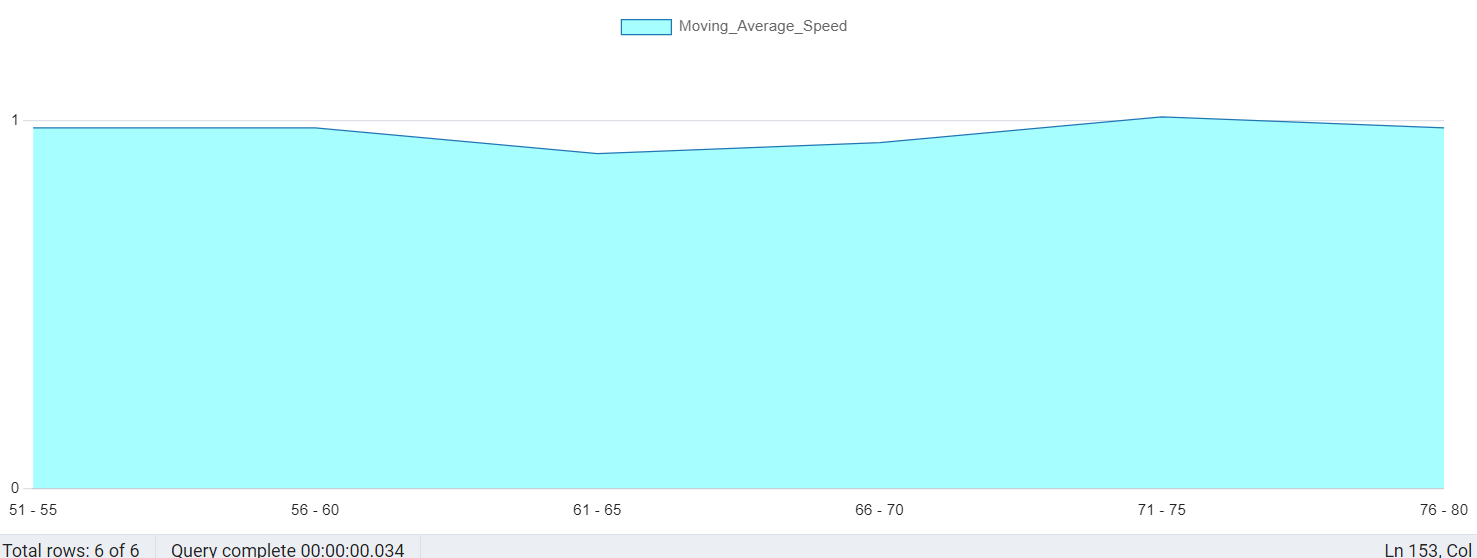 Moving_Average_Speed
1
0
51 - 55 56 - 60 61 - 65 66 - 70 71 - 75 76 - 80
Total rows: 6 of 6 Query complete 00:00:00.034 Ln 153, Col